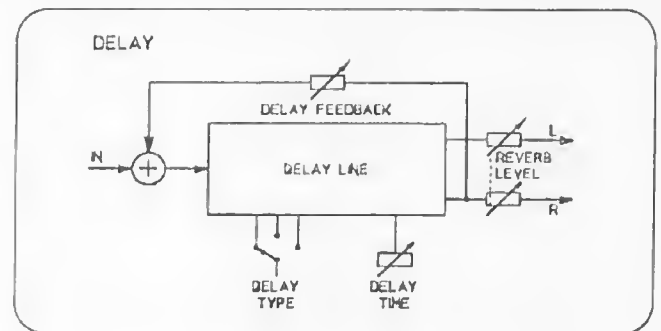 DELAY
DELAY FEEDBACK
IN
DELAY LINE
L
REVERB
LEVEL
R
DELAY
TYPE
DELAY
TIME